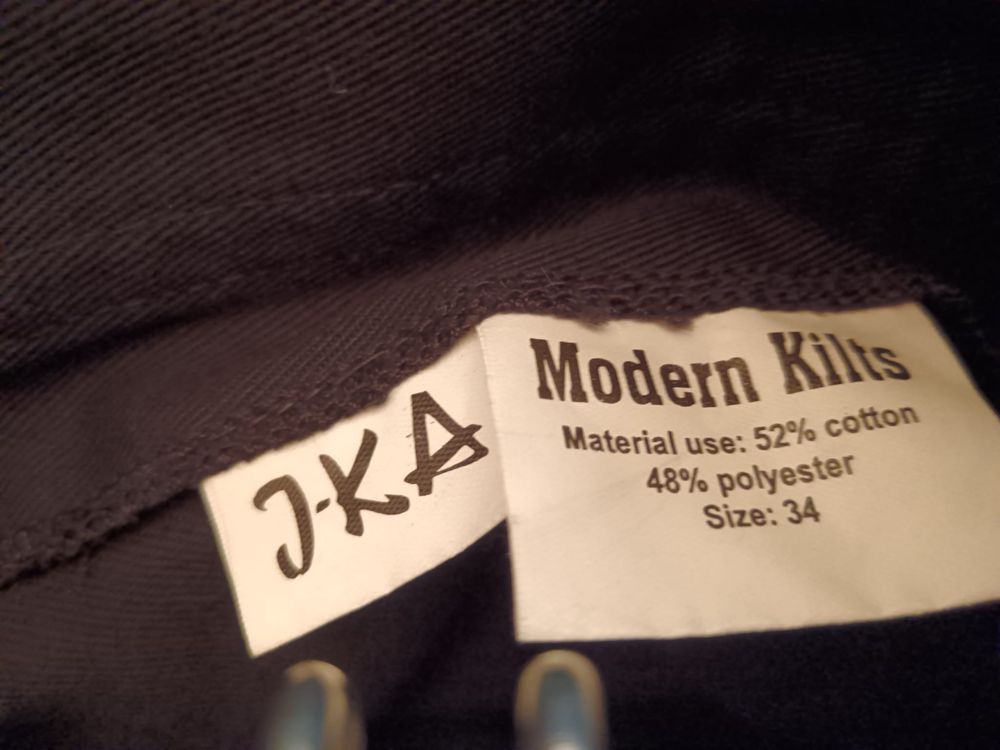 J-KA
Modern Kilts
Material use: 52% cotton
48% polyester
Size: 34